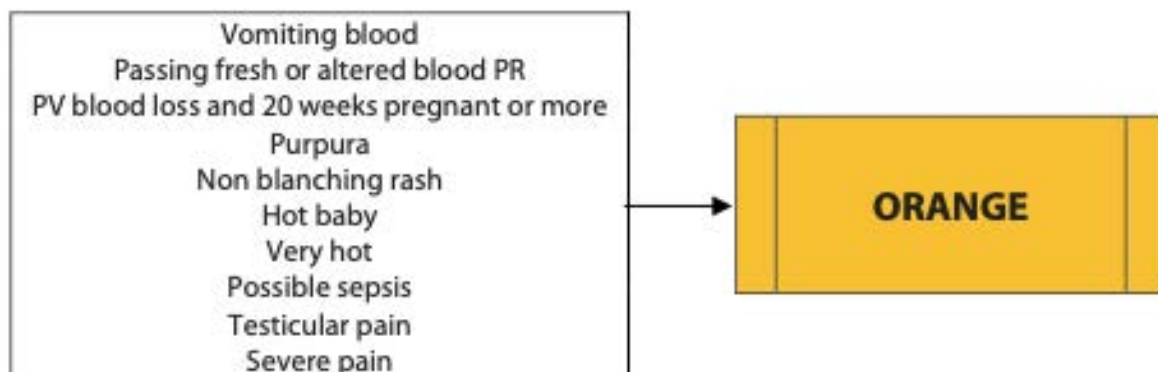 Vomiting blood
Passing fresh or altered blood PR
PV blood loss and 20 weeks pregnant or more
Purpura
Non blanching rash
Hot baby
Very hot
Possible sepsis
Testicular pain
Severe pain
ORANGE